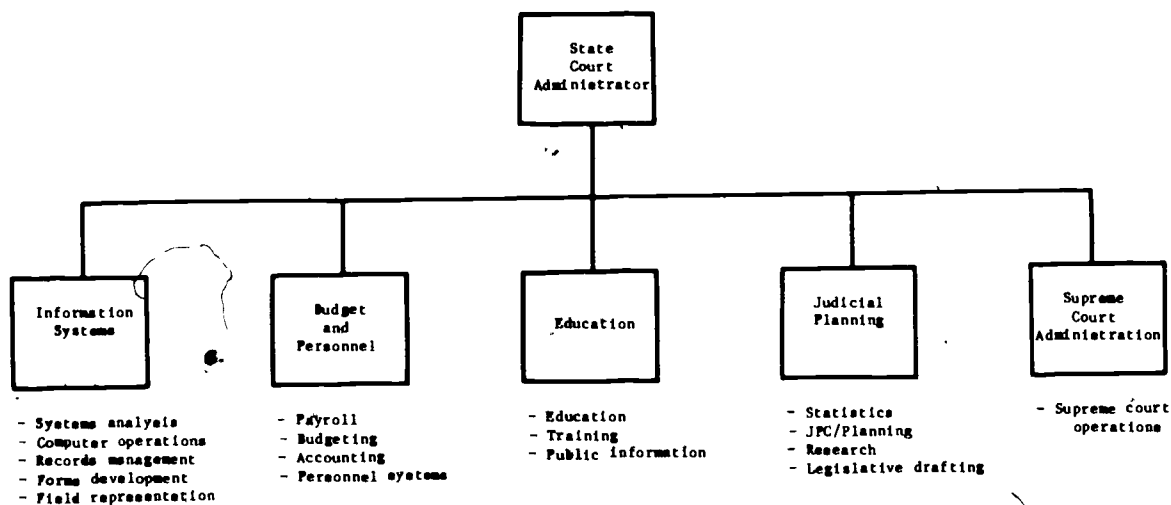 State
Court
Administrator
Information
Systems
Budget
and
Personnel
Education
Judicial
Planning
Supreme
Court
Administration
- Systems analysis
- Computer operations
- Records management
- Forms development
- Field representation
- Payroll
- Budgeting
- Accounting
- Personnel systems
- Education
- Training
- Public information
- Statistics
- JPC/Planning
- Research
- Legislative drafting
- Supreme court
operations